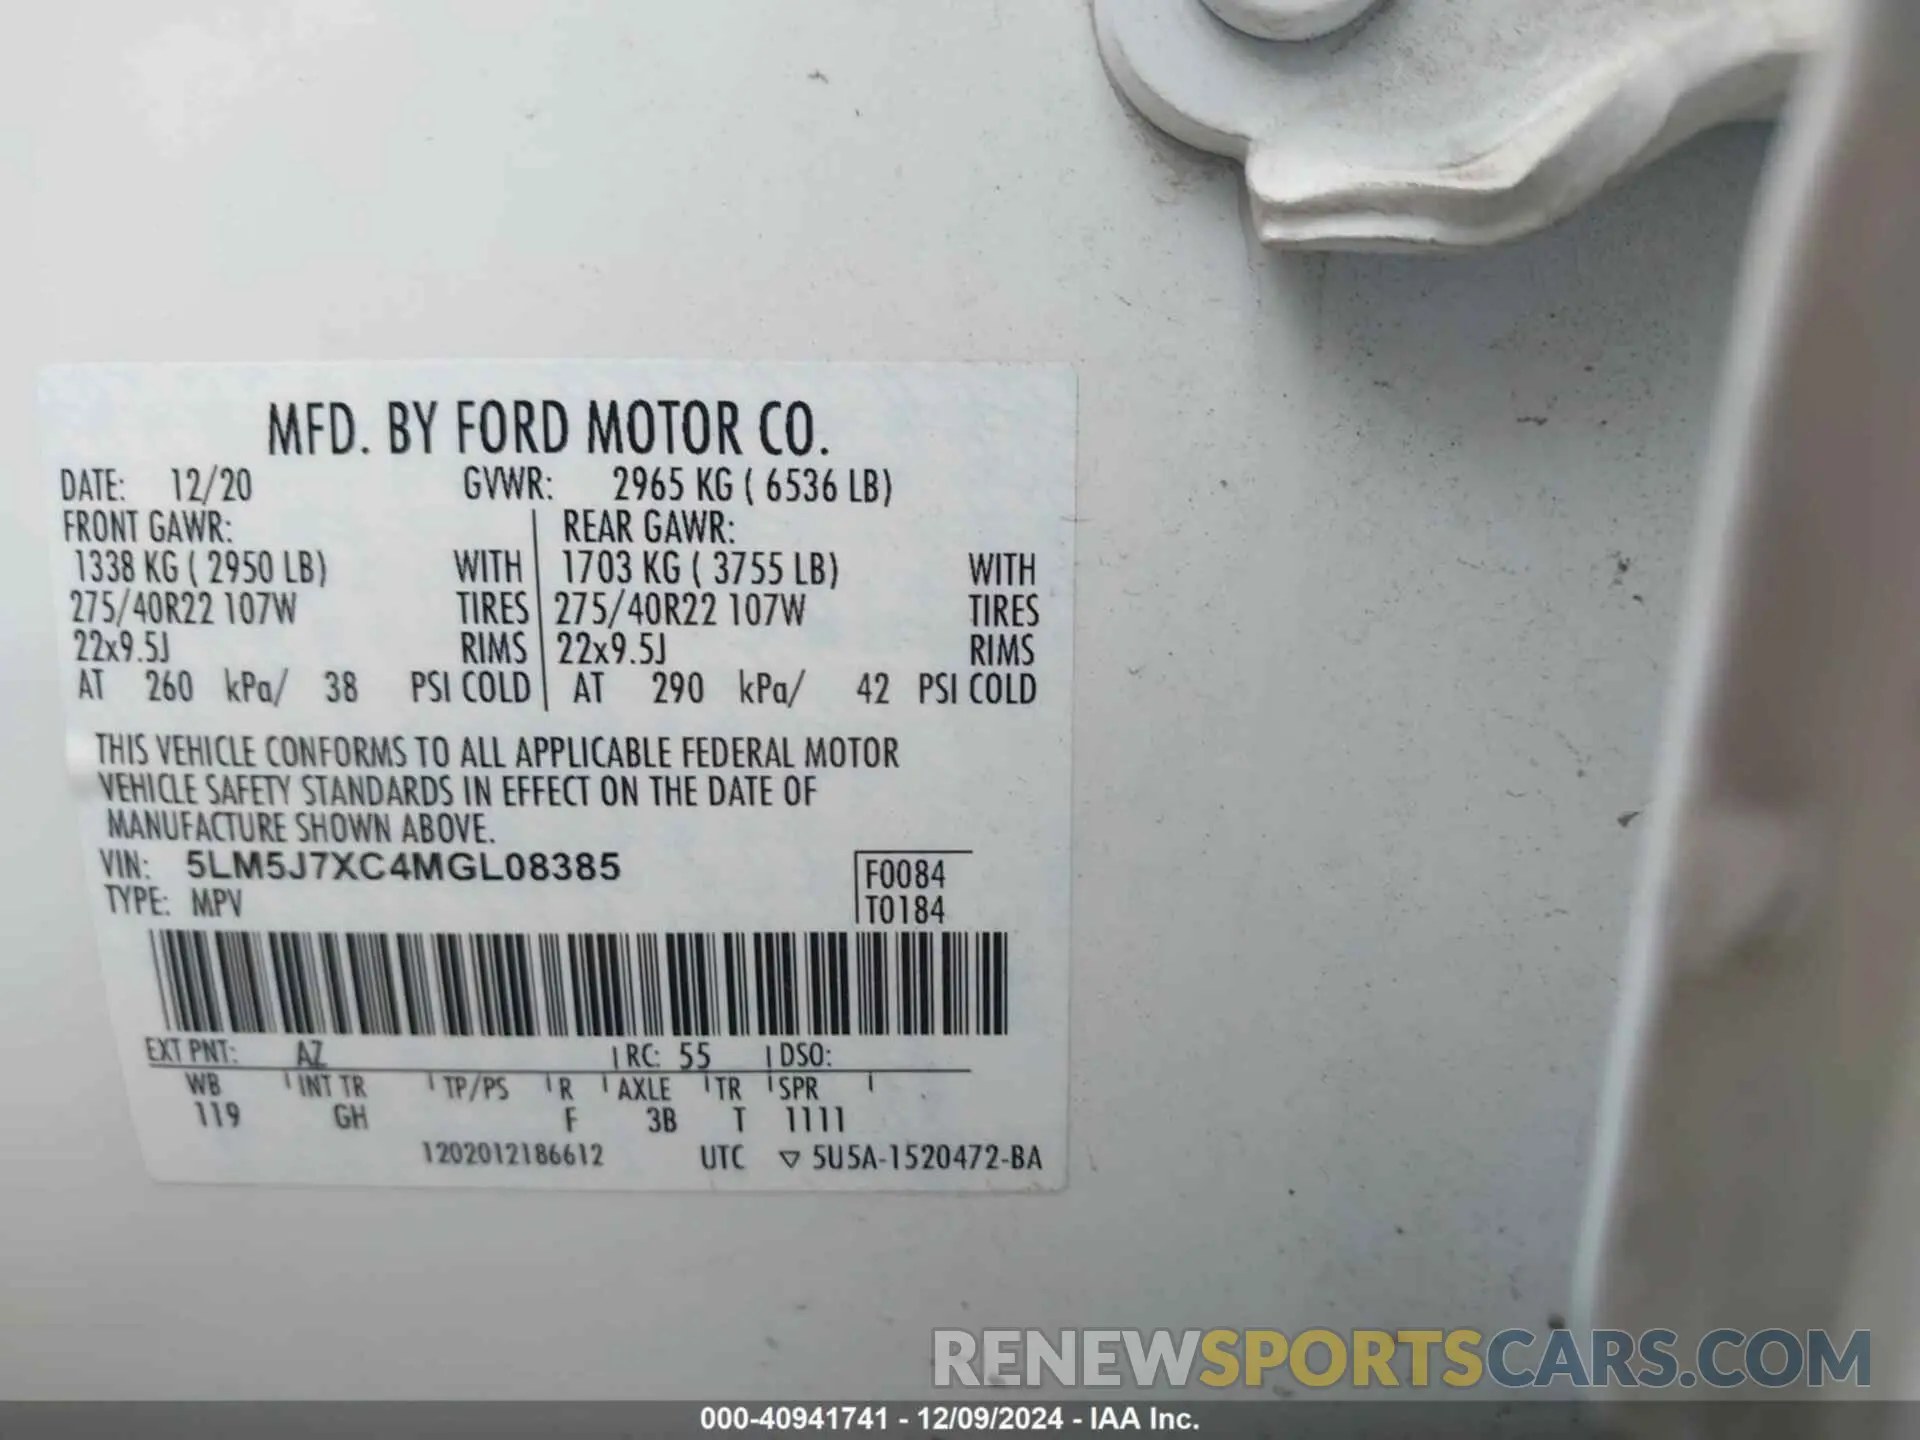 MFD. BY FORD MOTOR CO.
DATE: 12/20 GVWR: 2965 KG ( 6536 LB)
FRONT GAWR: REAR GAWR:
1338 KG ( 2950 LB) WITH 1703 KG ( 3755 LB) WITH
275/40R22 107W TIRES 275/40R22 107W TIRES
22x9.5J RIMS 22x9.5J RIMS
AT 260 kPa/ 38 PSI COLD AT 290 kPa/ 42 PSI COLD
THIS VEHICLE CONFORMS TO ALL APPLICABLE FEDERAL MOTOR
VEHICLE SAFETY STANDARDS IN EFFECT ON THE DATE OF
MANUFACTURE SHOWN ABOVE.
VIN: 5LM5J7XC4MGL08385 F0084
TYPE: MPV T0184
EXT PNT: AZ RC: 55 DSO:
WB INT TR TP/PS R AXLE TR SPR
119 GH F 3B T 1111
1202012186612 UTC ▽ 5U5A-1520472-BA
RENEWSPORTSCARS.COM
000-40941741 - 12/09/2024 - IAA Inc.